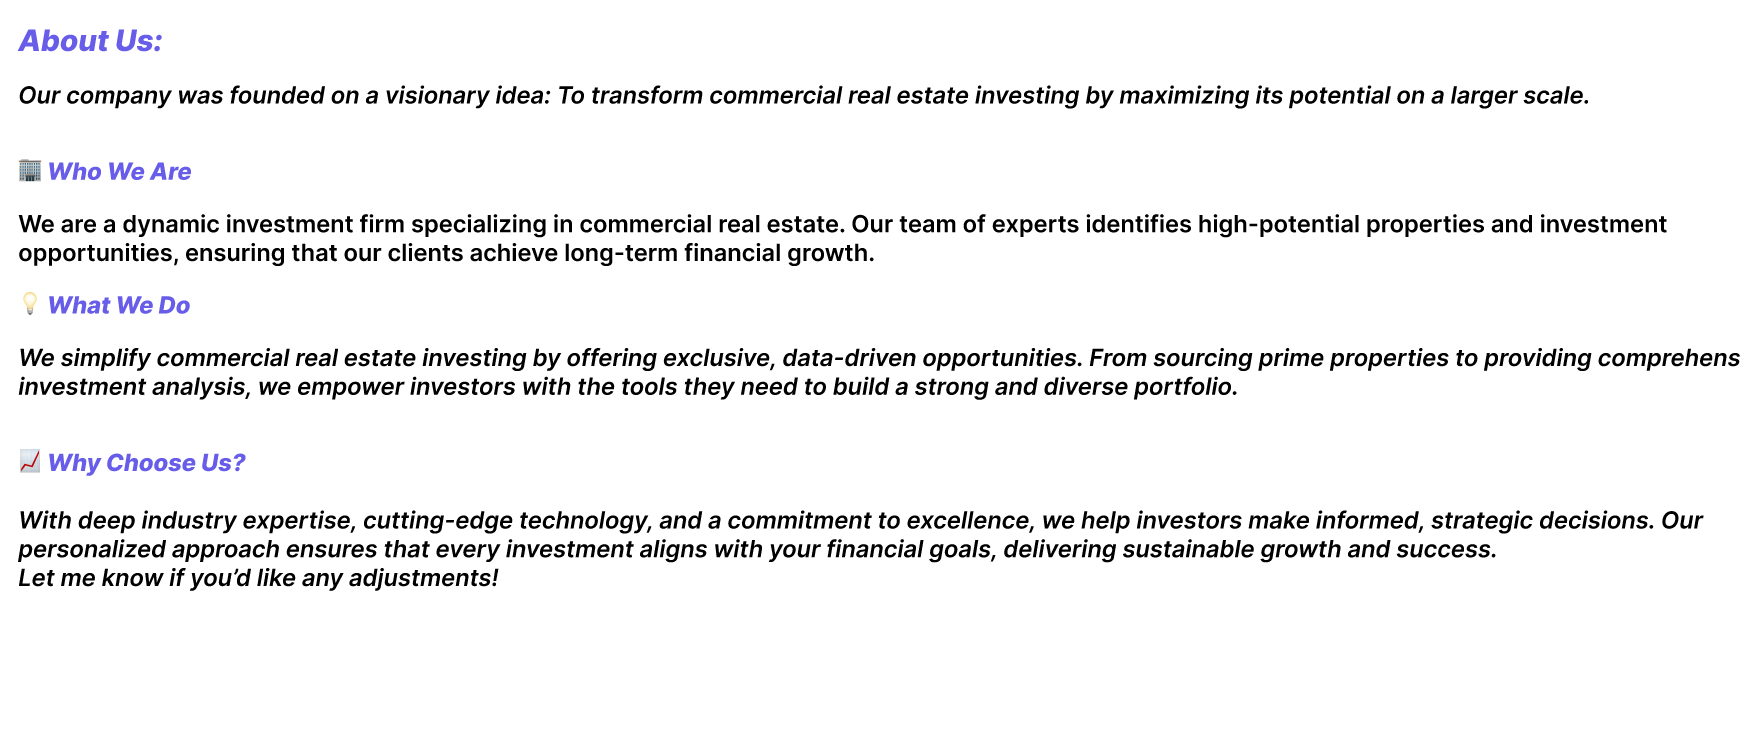 About Us:
Our company was founded on a visionary idea: To transform commercial real estate investing by maximizing its potential on a larger scale.
🏢 Who We Are
We are a dynamic investment firm specializing in commercial real estate. Our team of experts identifies high-potential properties and investment
opportunities, ensuring that our clients achieve long-term financial growth.
💡 What We Do
We simplify commercial real estate investing by offering exclusive, data-driven opportunities. From sourcing prime properties to providing comprehens
investment analysis, we empower investors with the tools they need to build a strong and diverse portfolio.
📈 Why Choose Us?
With deep industry expertise, cutting-edge technology, and a commitment to excellence, we help investors make informed, strategic decisions. Our
personalized approach ensures that every investment aligns with your financial goals, delivering sustainable growth and success.
Let me know if you’d like any adjustments!